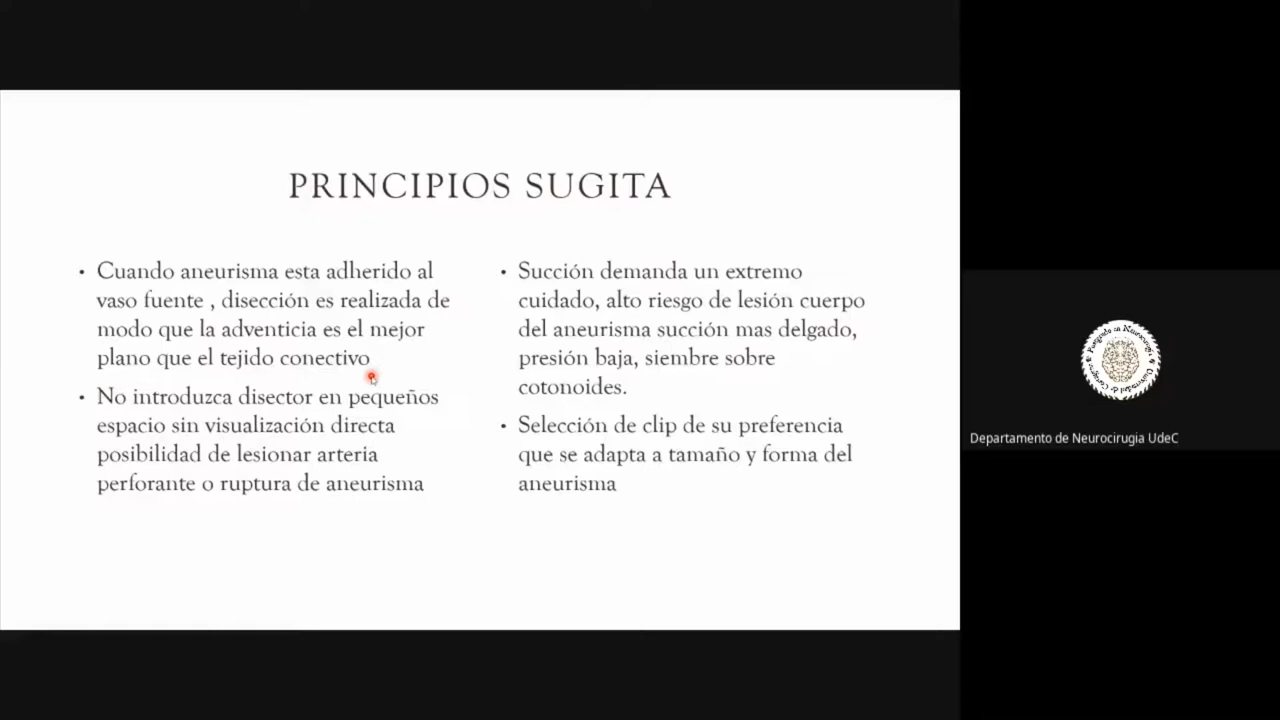 PRINCIPIOS SUGITA
• Cuando aneurisma esta adherido al
vaso fuente , disección es realizada de
modo que la adventicia es el mejor
plano que el tejido conectivo
• No introduzca disector en pequeños
espacio sin visualización directa
posibilidad de lesionar arteria
perforante o ruptura de aneurisma
• Succión demanda un extremo
cuidado, alto riesgo de lesión cuerpo
del aneurisma succión mas delgado,
presión baja, siembre sobre
cotonoides.
• Selección de clip de su preferencia
que se adapta a tamaño y forma del
aneurisma
Departamento de Neurocirugia UdeC